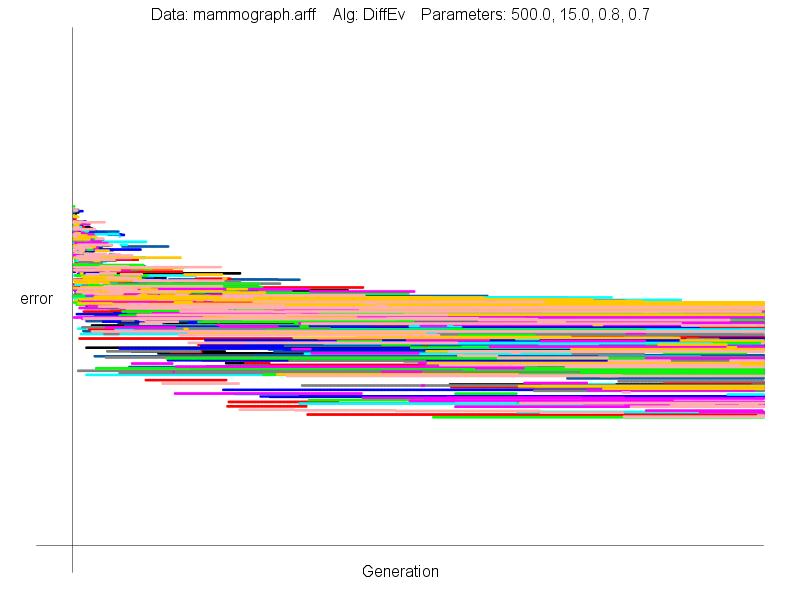 Data: mammograph.arff    Alg: DiffEv   Parameters: 500.0, 15.0, 0.8, 0.7
error
Generation